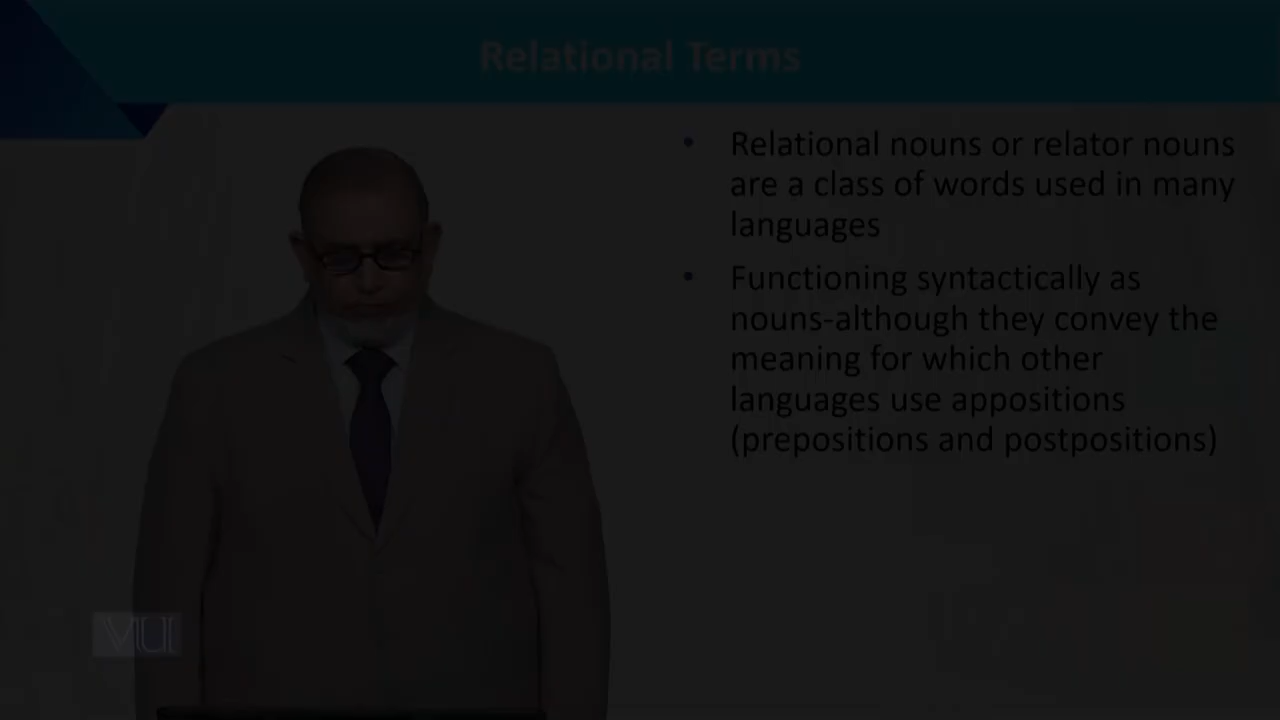 Relational Terms
• Relational nouns or relator nouns
are a class of words used in many
languages
• Functioning syntactically as
nouns-although they convey the
meaning for which other
languages use appositions
(prepositions and postpositions)
VU